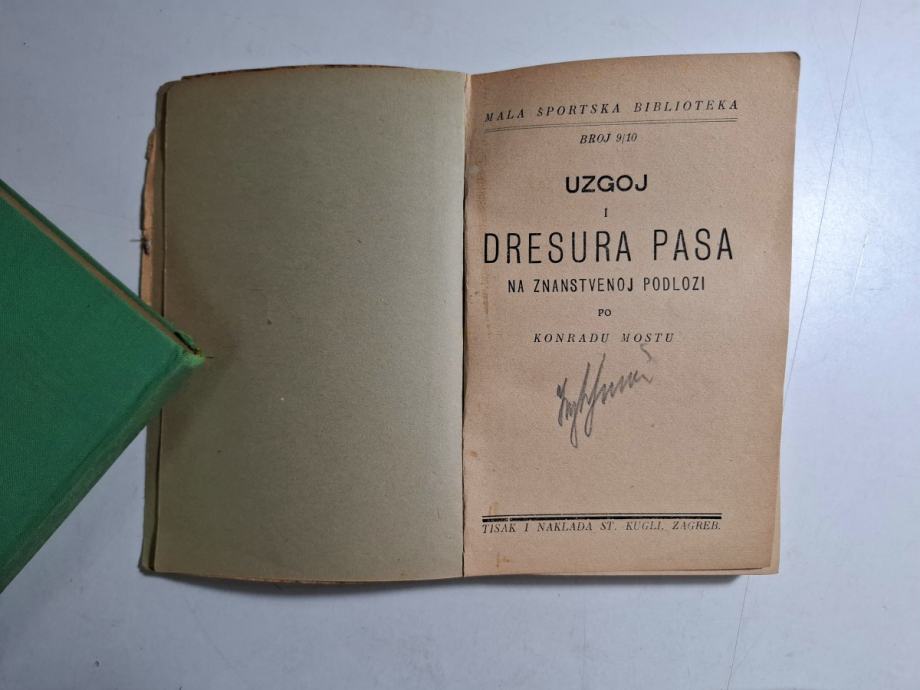 MALA ŠPORTSKA BIBLIOTEKA
BROJ 9/10
UZGOJ
I
DRESURA PASA
NA ZNANSTVENOJ PODLOZI
PO
KONRADU MOSTU
TISAK I NAKLADA ST. KUGLI, ZAGREB.